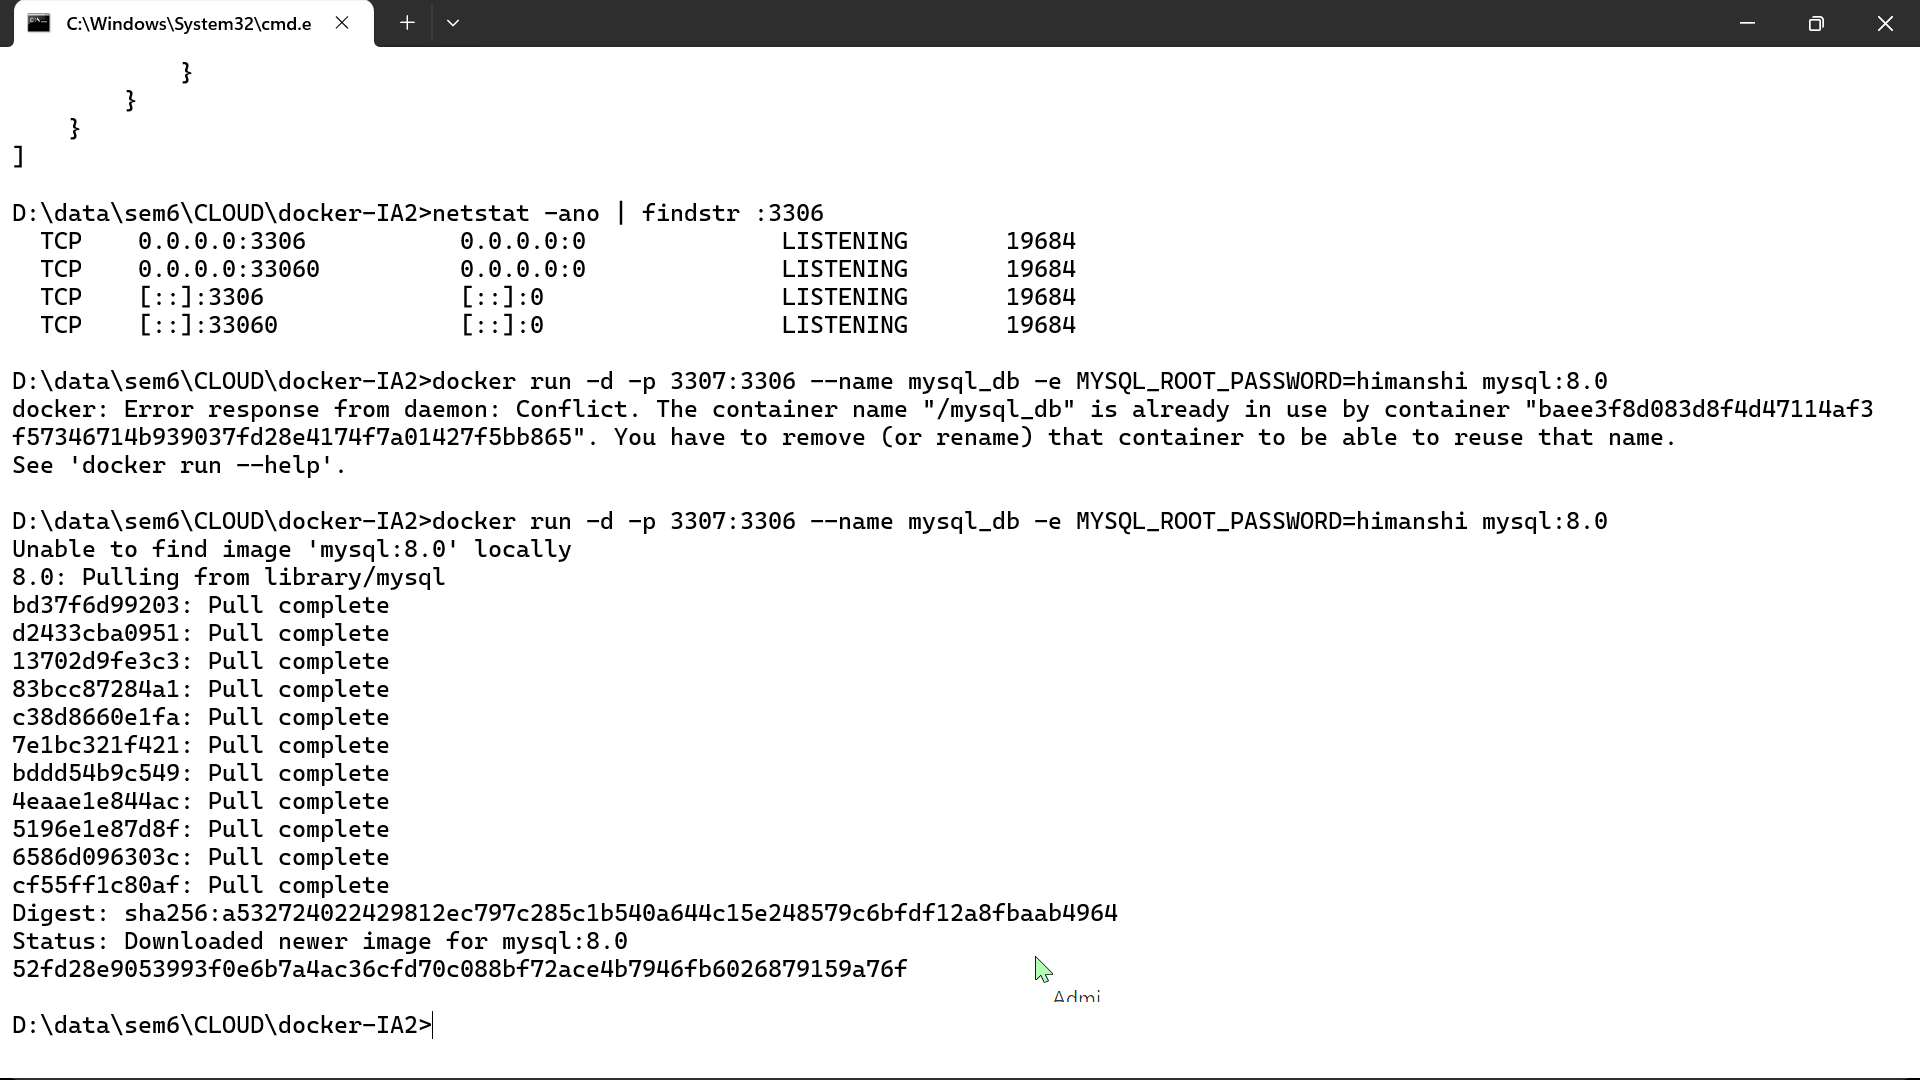 C:\Windows\System32\cmd.e
}
}
}
]
D:\data\sem6\CLOUD\docker-IA2>netstat -ano | findstr :3306
TCP 0.0.0.0:3306 0.0.0.0:0 LISTENING 19684
TCP 0.0.0.0:33060 0.0.0.0:0 LISTENING 19684
TCP [::]:3306 [::]:0 LISTENING 19684
TCP [::]:33060 [::]:0 LISTENING 19684
D:\data\sem6\CLOUD\docker-IA2>docker run -d -p 3307:3306 --name mysql_db -e MYSQL_ROOT_PASSWORD=himanshi mysql:8.0
docker: Error response from daemon: Conflict. The container name "/mysql_db" is already in use by container "baee3f8d083d8f4d47114af3
f57346714b939037fd28e4174f7a01427f5bb865". You have to remove (or rename) that container to be able to reuse that name.
See 'docker run --help'.
D:\data\sem6\CLOUD\docker-IA2>docker run -d -p 3307:3306 --name mysql_db -e MYSQL_ROOT_PASSWORD=himanshi mysql:8.0
Unable to find image 'mysql:8.0' locally
8.0: Pulling from library/mysql
bd37f6d99203: Pull complete
d2433cba0951: Pull complete
13702d9fe3c3: Pull complete
83bcc87284a1: Pull complete
c38d8660e1fa: Pull complete
7e1bc321f421: Pull complete
bddd54b9c549: Pull complete
4eaae1e844ac: Pull complete
5196e1e87d8f: Pull complete
6586d096303c: Pull complete
cf55ff1c80af: Pull complete
Digest: sha256:a532724022429812ec797c285c1b540a644c15e248579c6bfdf12a8fbaab4964
Status: Downloaded newer image for mysql:8.0
52fd28e9053993f0e6b7a4ac36cfd70c088bf72ace4b7946fb6026879159a76f
Admi
D:\data\sem6\CLOUD\docker-IA2>